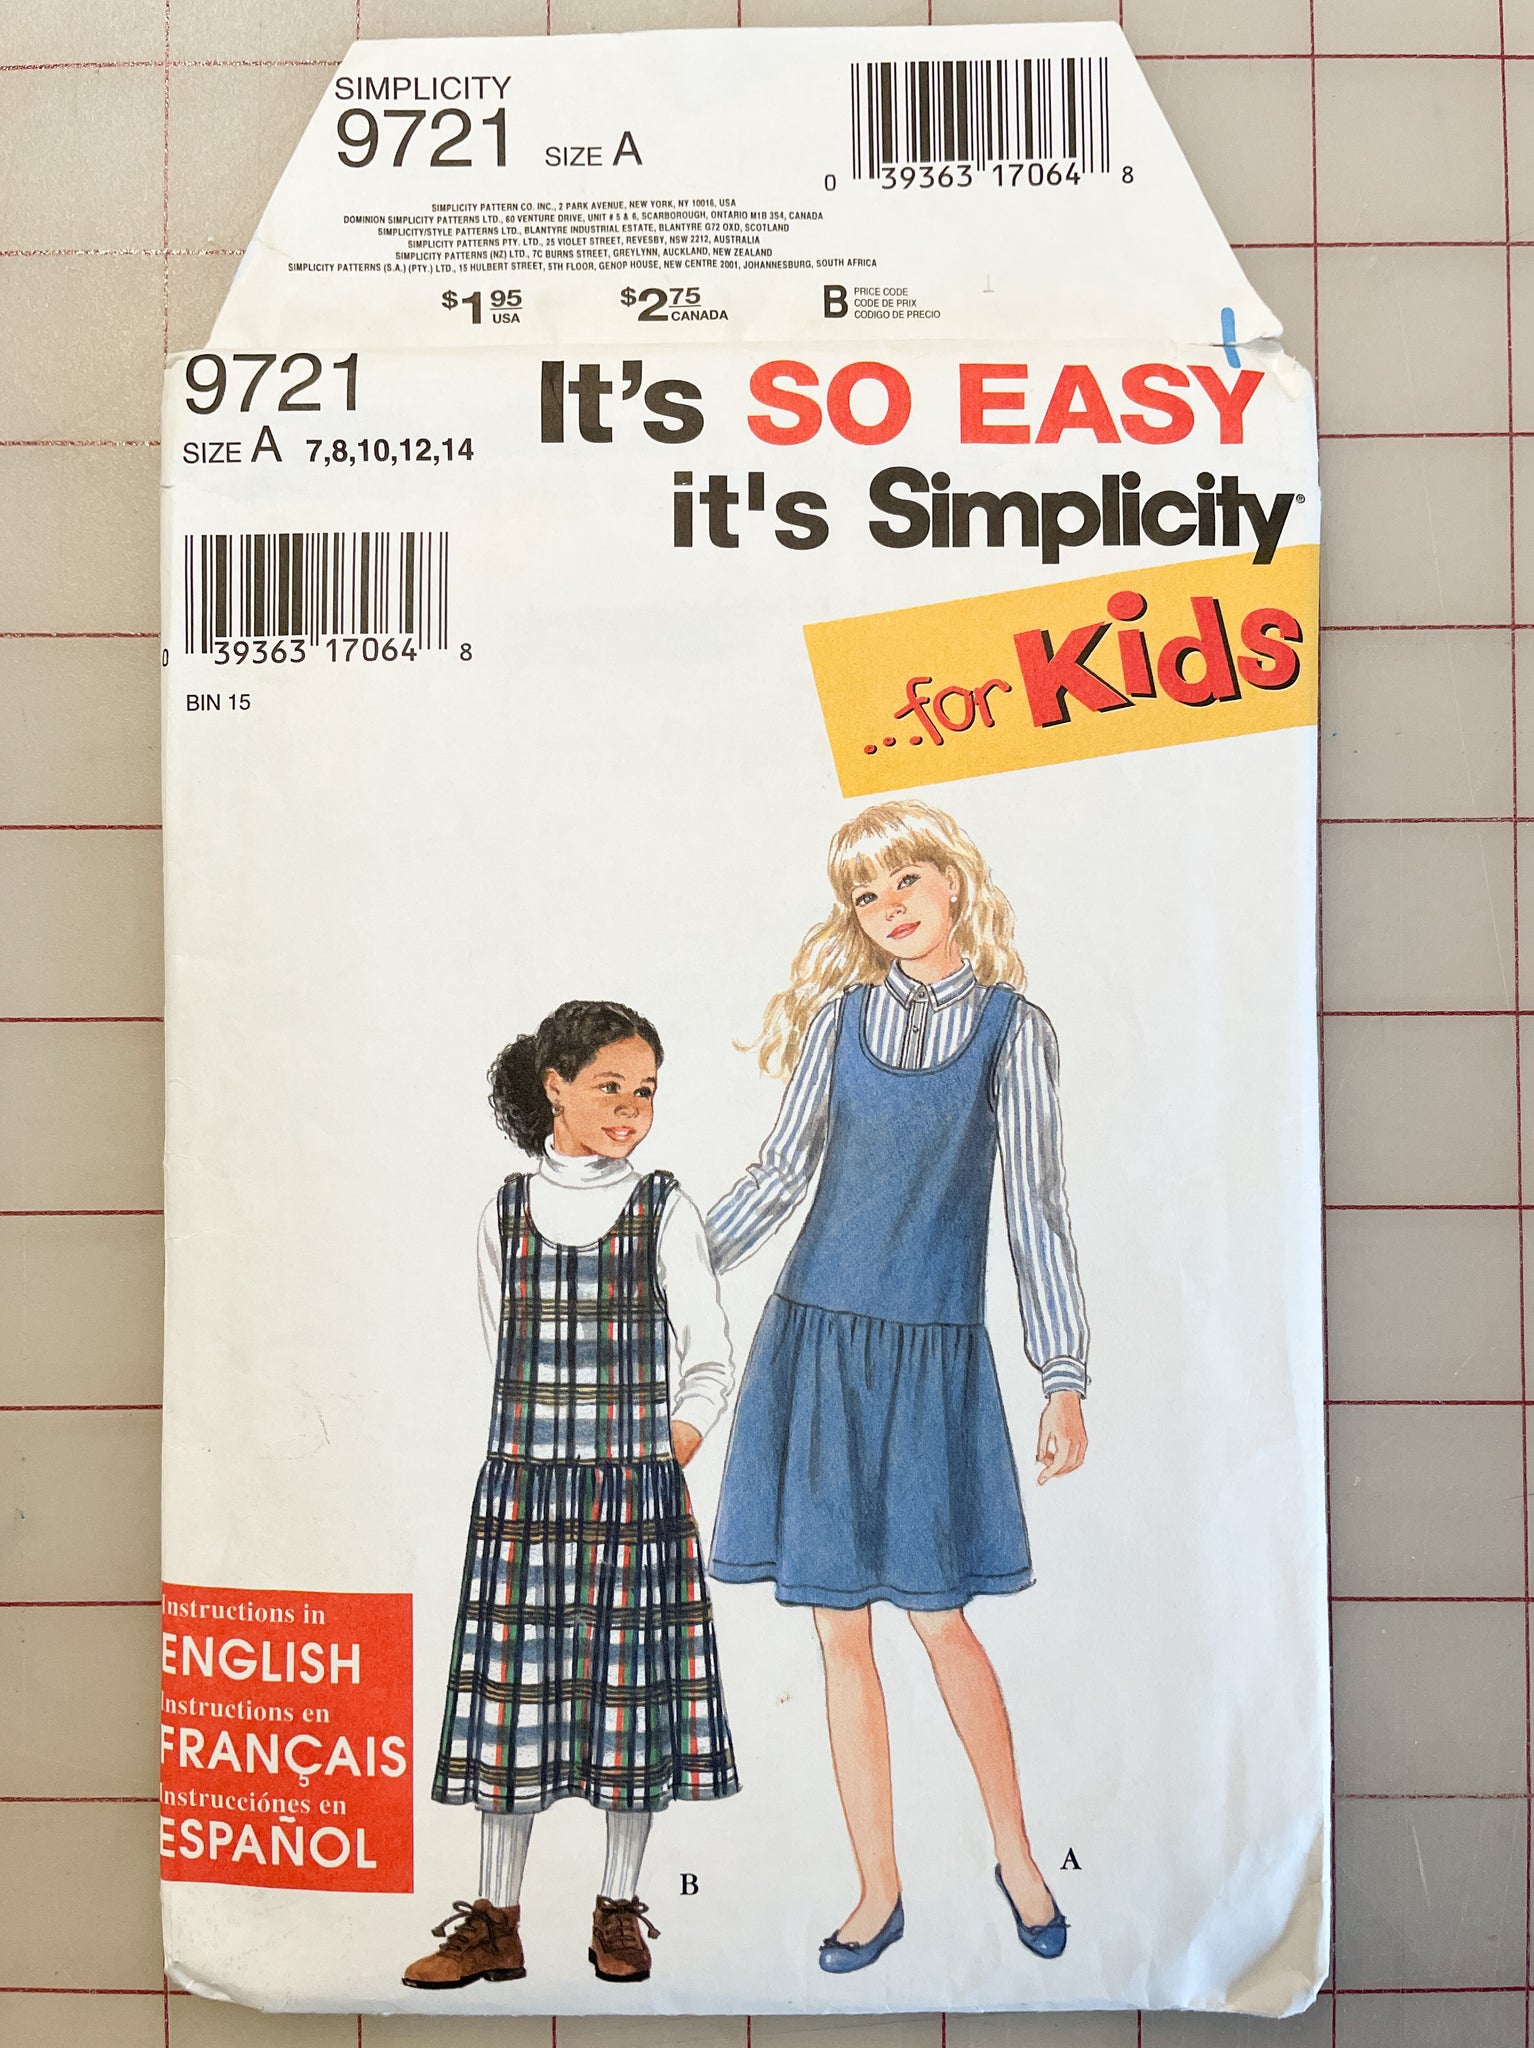 SIMPLICITY
9721 SIZE A
0 39363 17064 8
SIMPLICITY PATTERN CO. INC., 2 PARK AVENUE, NEW YORK, NY 10016, USA
DOMINION SIMPLICITY PATTERNS LTD., 60 VENTURE DRIVE, UNIT # 5 & 6, SCARBOROUGH, ONTARIO M1B 3S4, CANADA
SIMPLICITY/STYLE PATTERNS LTD., BLANTYRE INDUSTRIAL ESTATE, BLANTYRE G72 OXD, SCOTLAND
SIMPLICITY PATTERNS PTY. LTD., 25 VIOLET STREET, REVESBY, NSW 2212, AUSTRALIA
SIMPLICITY PATTERNS (NZ) LTD., 7C BURNS STREET, GREYLYNN, AUCKLAND, NEW ZEALAND
SIMPLICITY PATTERNS (S.A.) (PTY.) LTD., 15 HULBERT STREET, 5TH FLOOR, GENOP HOUSE, NEW CENTRE 2001, JOHANNESBURG, SOUTH AFRICA
$1 95 USA
$2 75 CANADA
B PRICE CODE
CODE DE PRIX
CODIGO DE PRECIO
9721
SIZE A 7,8,10,12,14
It's SO EASY
it's Simplicity®
...for Kids
0 39363 17064 8
BIN 15
Instructions in
ENGLISH
Instructions en
FRANÇAIS
Instrucciónes en
ESPAÑOL
B
A